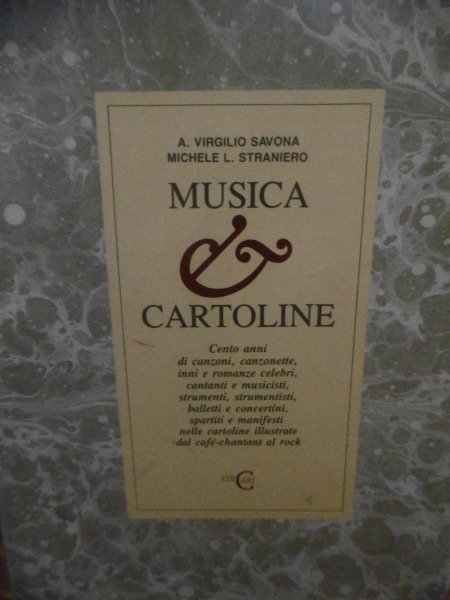 A. VIRGILIO SAVONA
MICHELE L. STRANIERO
MUSICA
&
CARTOLINE
Cento anni
di canzoni, canzonette,
inni e romanze celebri,
cantanti e musicisti,
strumenti, strumentisti,
balletti e concertini,
spartiti e manifesti
nelle cartoline illustrate
dal café-chantant al rock
EDICART